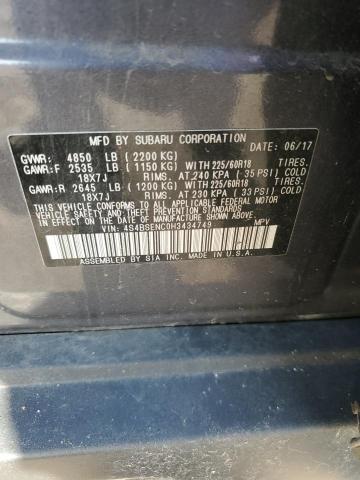 MFD BY SUBARU CORPORATION DATE: 06/17
GVWR: 4850 LB (2200 KG)
GAWR:F 2535 LB (1150 KG) WITH 225/60R18 TIRES.
18X7J RIMS. AT 240 KPA (35 PSI) COLD
GAWR:R 2645 LB (1200 KG) WITH 225/60R18 TIRES.
18X7J RIMS. AT 230 KPA (33 PSI) COLD
THIS VEHICLE CONFORMS TO ALL APPLICABLE FEDERAL MOTOR
VEHICLE SAFETY, BUMPER, AND THEFT PREVENTION STANDARDS
IN EFFECT ON THE DATE OF MANUFACTURE SHOWN ABOVE.
VIN: 4S4BSENC0H3434749 MPV
ASSEMBLED BY SIA INC. MADE IN U.S.A.